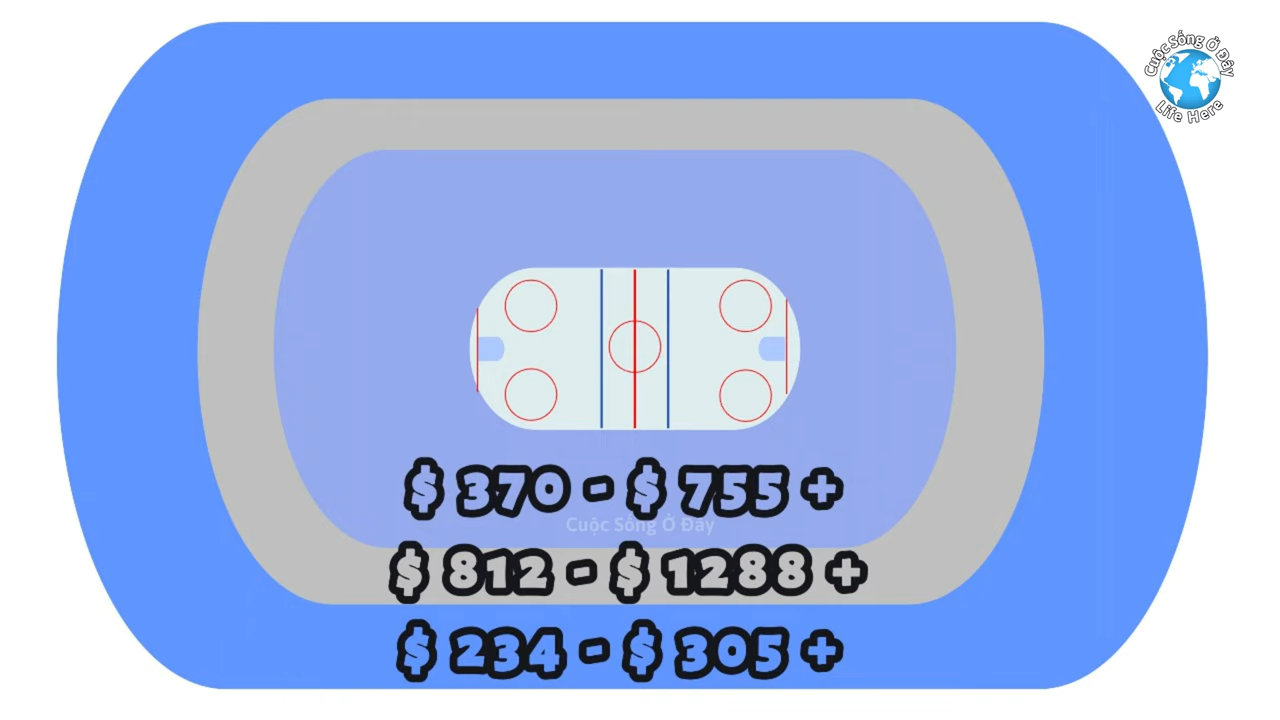 Cuộc Sống Ở Đây
Life Here
$ 370 - $ 755 +
Cuộc Sống Ở Đây
$ 812 - $ 1288 +
$ 234 - $ 305 +